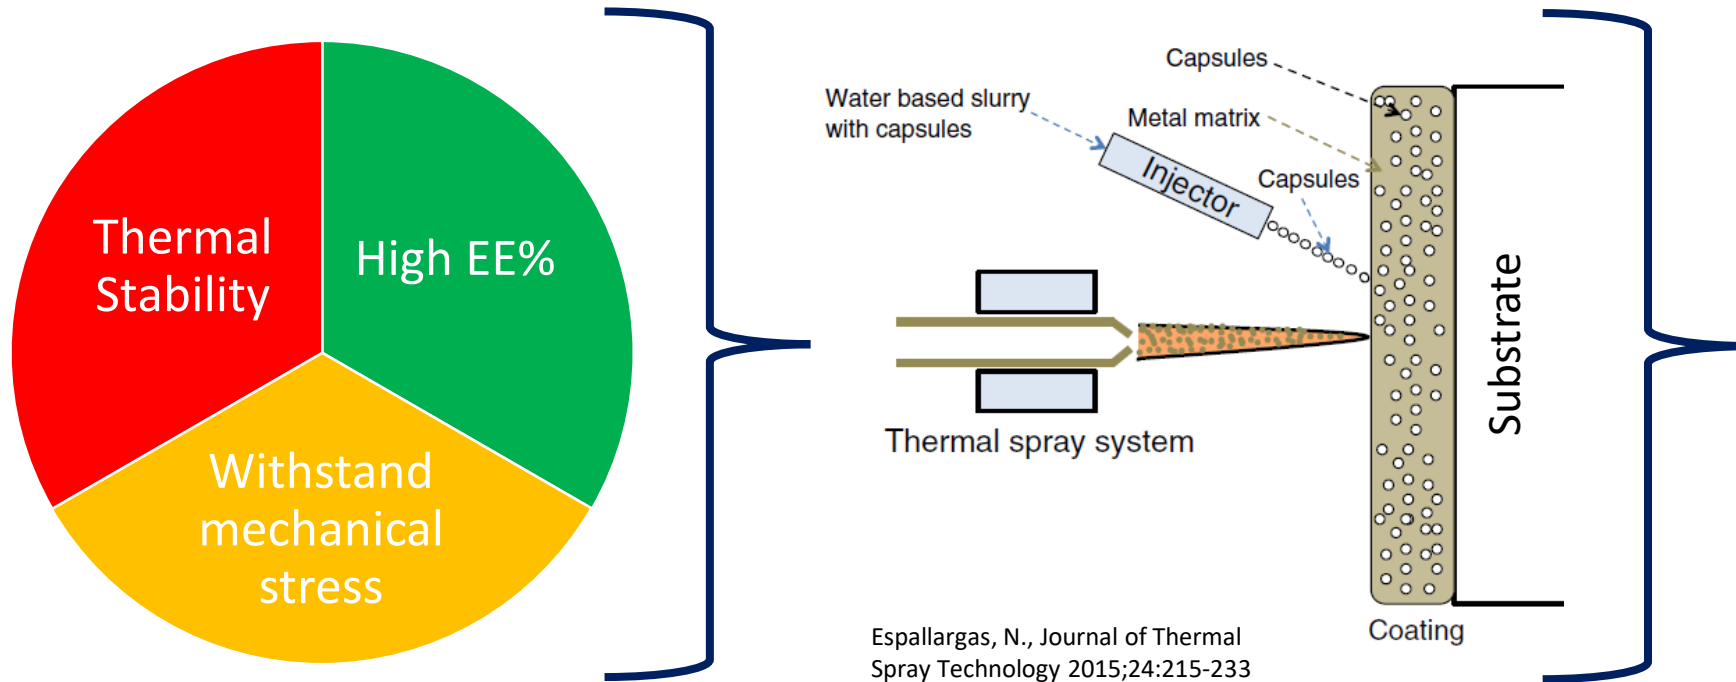 Thermal
Stability
High EE%
Withstand
mechanical
stress
Capsules
Water based slurry
with capsules
Metal matrix
Injector
Capsules
Thermal spray system
Substrate
Coating
Espallargas, N., Journal of Thermal
Spray Technology 2015;24:215-233